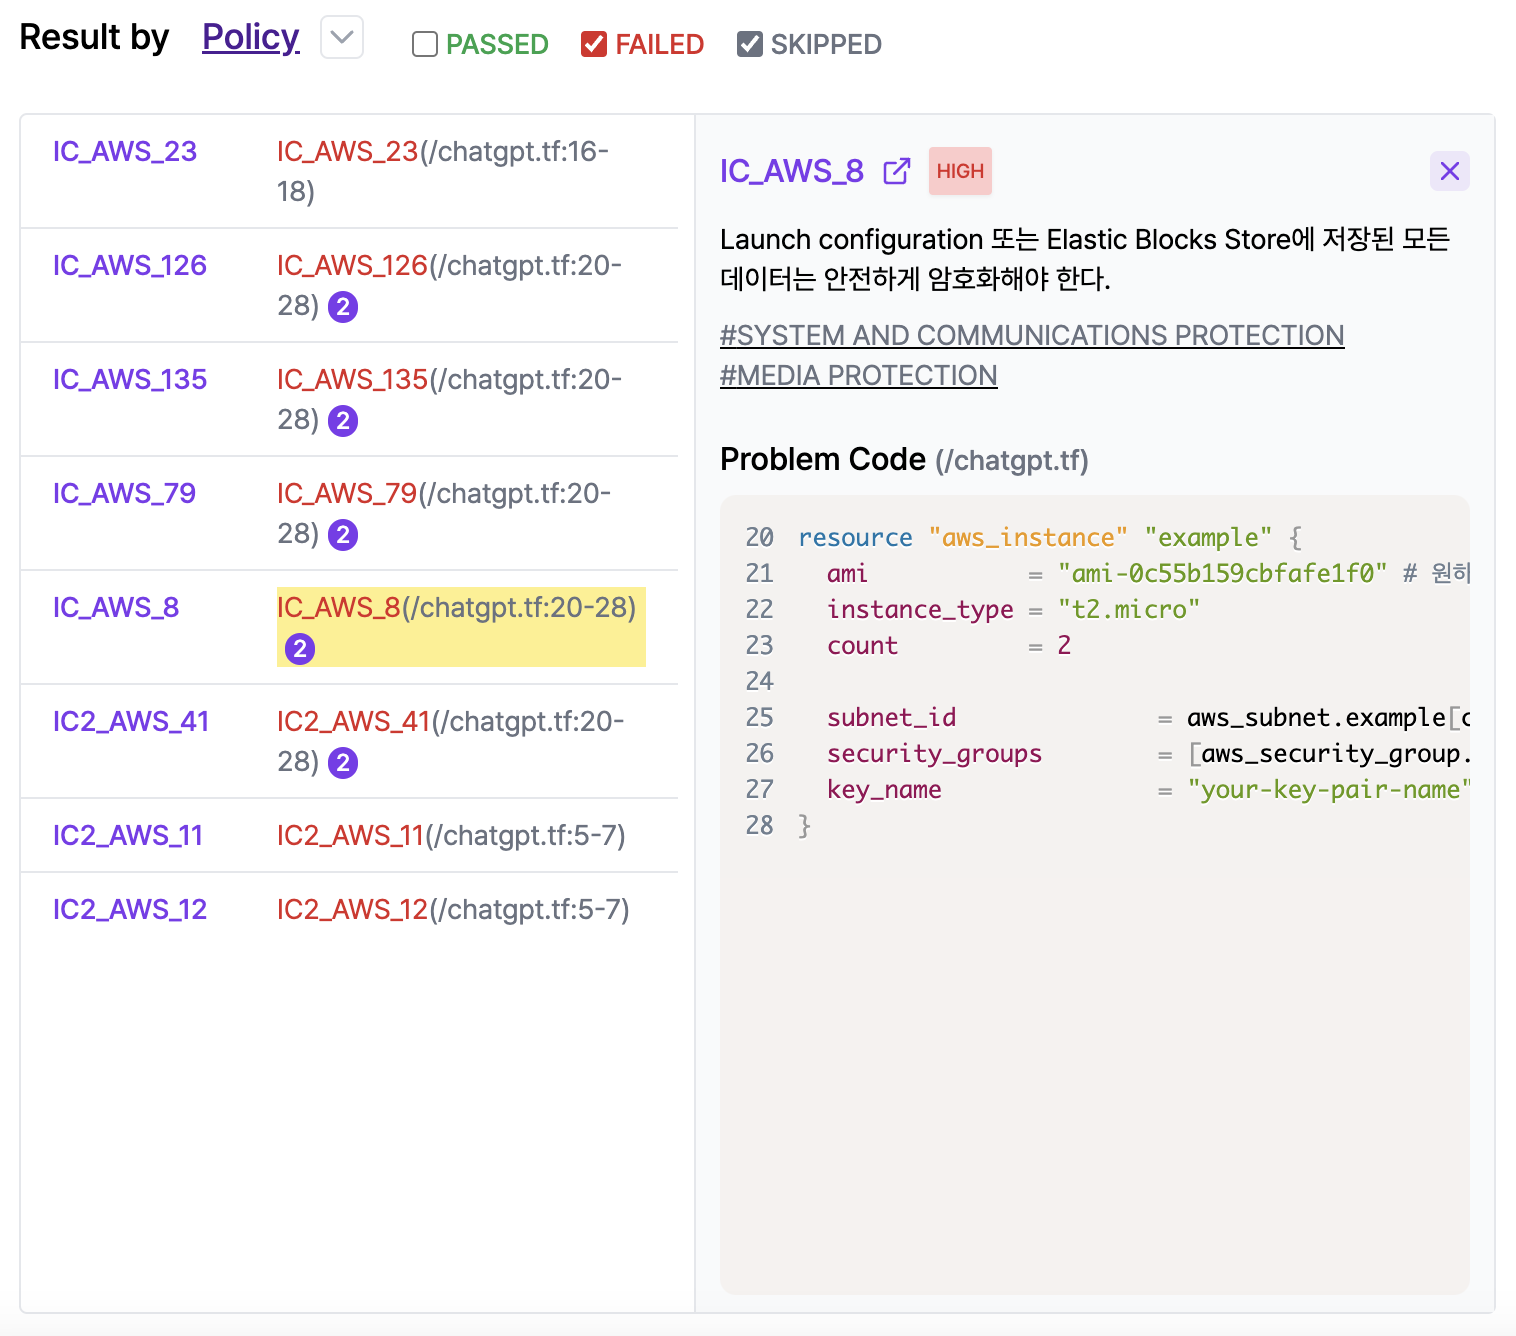 Result by Policy PASSED FAILED SKIPPED
IC_AWS_23 IC_AWS_23(/chatgpt.tf:16-
18)
IC_AWS_126 IC_AWS_126(/chatgpt.tf:20-
28) 2
IC_AWS_135 IC_AWS_135(/chatgpt.tf:20-
28) 2
IC_AWS_79 IC_AWS_79(/chatgpt.tf:20-
28) 2
IC_AWS_8 IC_AWS_8(/chatgpt.tf:20-28)
2
IC2_AWS_41 IC2_AWS_41(/chatgpt.tf:20-
28) 2
IC2_AWS_11 IC2_AWS_11(/chatgpt.tf:5-7)
IC2_AWS_12 IC2_AWS_12(/chatgpt.tf:5-7)
IC_AWS_8 HIGH
Launch configuration 또는 Elastic Blocks Store에 저장된 모든
데이터는 안전하게 암호화해야 한다.
#SYSTEM AND COMMUNICATIONS PROTECTION
#MEDIA PROTECTION
Problem Code (/chatgpt.tf)
20 resource "aws_instance" "example" {
21 ami = "ami-0c55b159cbfafe1f0" # 원하
22 instance_type = "t2.micro"
23 count = 2
24
25 subnet_id = aws_subnet.example[c
26 security_groups = [aws_security_group.
27 key_name = "your-key-pair-name"
28 }